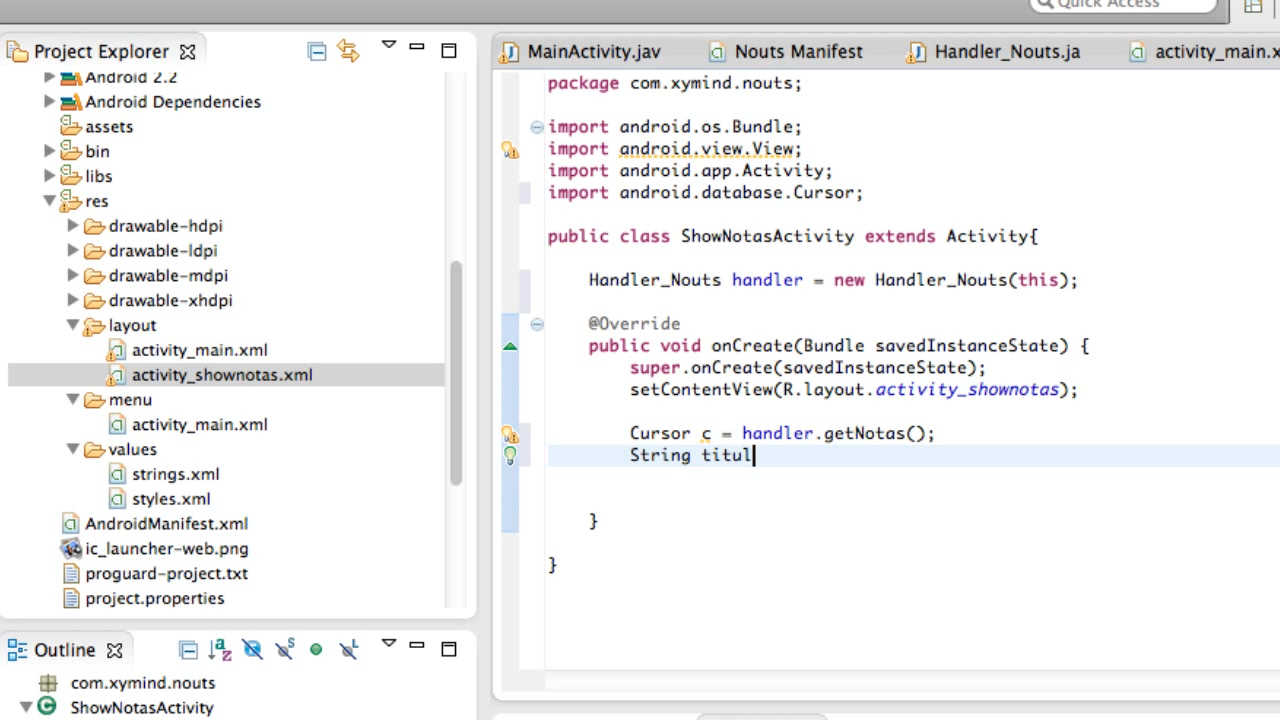 Quick Access
Project Explorer
Android 2.2
Android Dependencies
assets
bin
libs
res
drawable-hdpi
drawable-ldpi
drawable-mdpi
drawable-xhdpi
layout
activity_main.xml
activity_shownotas.xml
menu
activity_main.xml
values
strings.xml
styles.xml
AndroidManifest.xml
ic_launcher-web.png
proguard-project.txt
project.properties
Outline
com.xymind.nouts
ShowNotasActivity
MainActivity.jav
Nouts Manifest
Handler_Nouts.ja
activity_main.x
package com.xymind.nouts;
import android.os.Bundle;
import android.view.View;
import android.app.Activity;
import android.database.Cursor;
public class ShowNotasActivity extends Activity{
Handler_Nouts handler = new Handler_Nouts(this);
@Override
public void onCreate(Bundle savedInstanceState) {
super.onCreate(savedInstanceState);
setContentView(R.layout.activity_shownotas);
Cursor c = handler.getNotas();
String titul
}
}